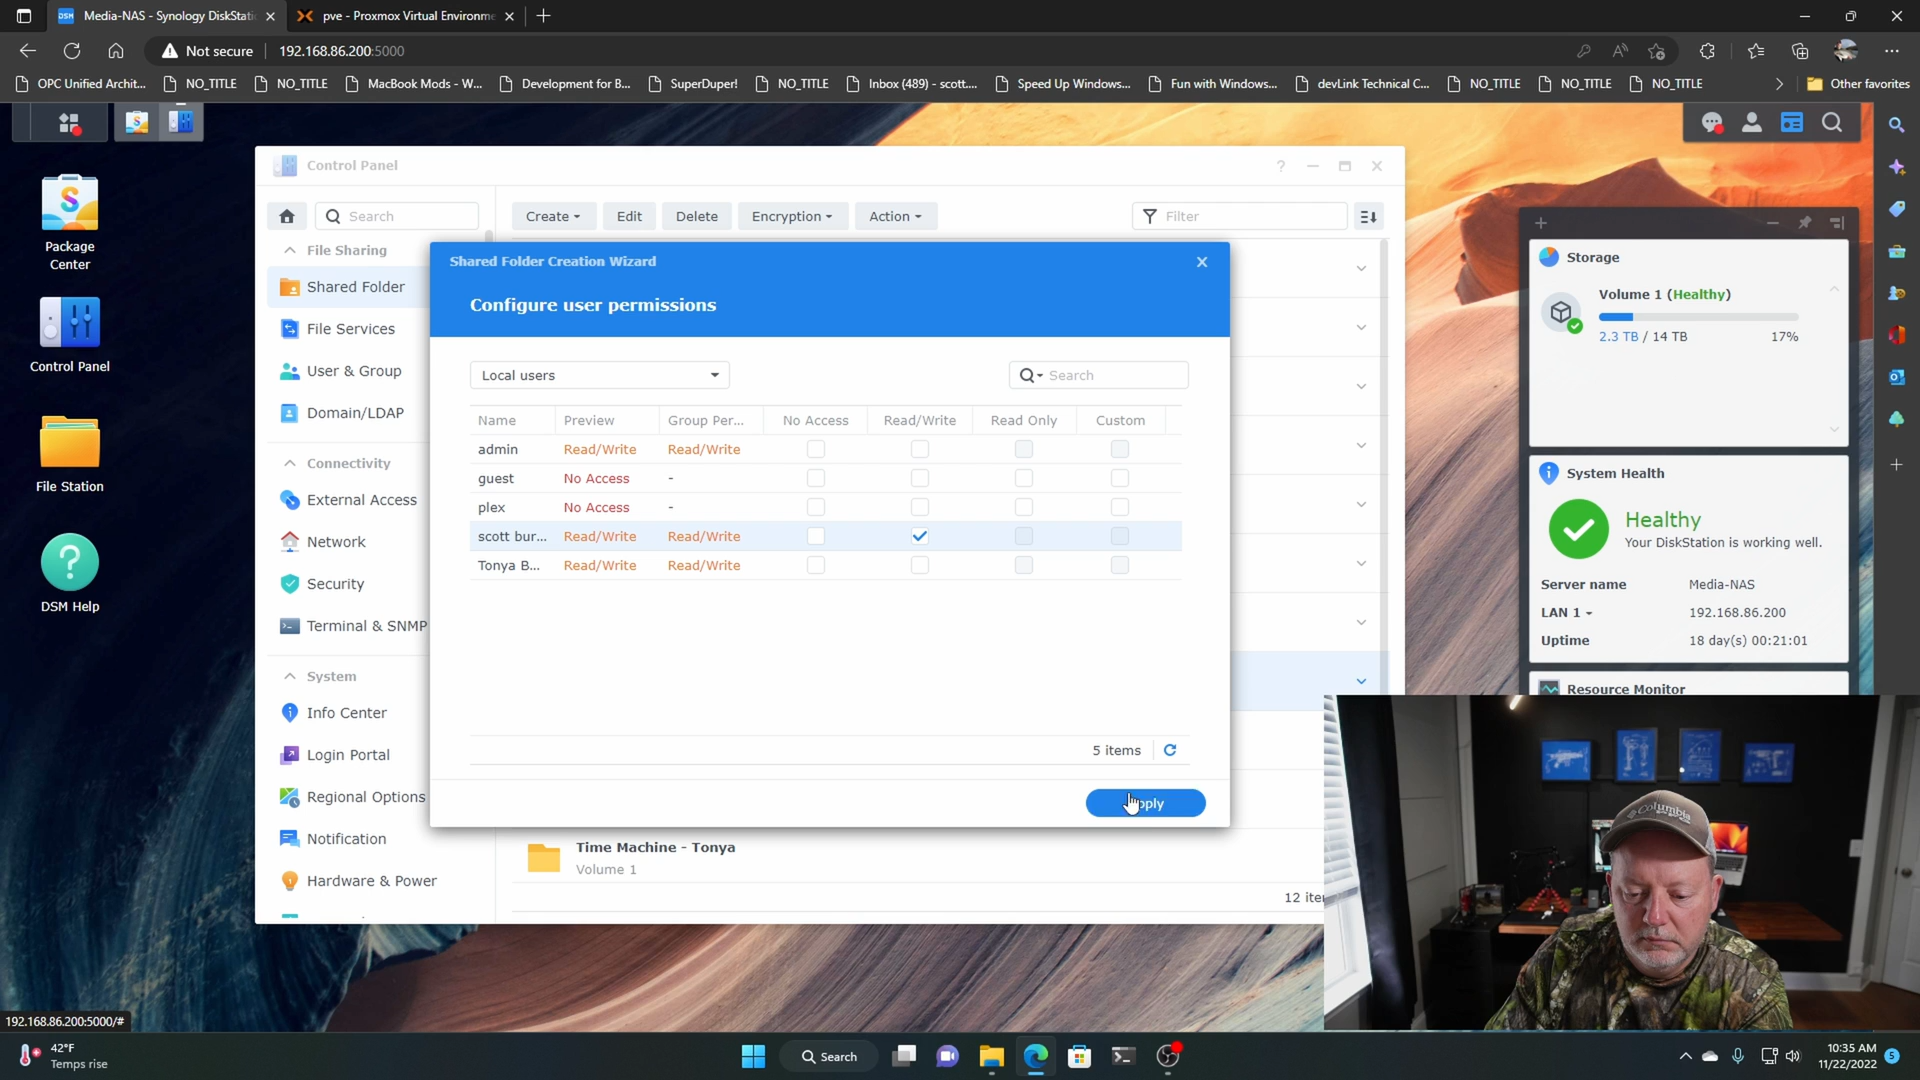 Media-NAS - Synology DiskStati
pve - Proxmox Virtual Environme
Not secure
192.168.86.200:5000
OPC Unified Archit...
NO_TITLE
NO_TITLE
MacBook Mods - W...
Development for B...
SuperDuper!
NO_TITLE
Inbox (489) - scott....
Speed Up Windows...
Fun with Windows...
devLink Technical C...
NO_TITLE
NO_TITLE
NO_TITLE
Other favorites
Package
Center
Control Panel
File Station
DSM Help
Control Panel
Search
Create
Edit
Delete
Encryption
Action
Filter
File Sharing
Shared Folder
File Services
User & Group
Domain/LDAP
Connectivity
External Access
Network
Security
Terminal & SNMP
System
Info Center
Login Portal
Regional Options
Notification
Hardware & Power
Shared Folder Creation Wizard
Configure user permissions
Local users
Search
Name Preview Group Per... No Access Read/Write Read Only Custom
admin Read/Write Read/Write
guest No Access -
plex No Access -
scott bur... Read/Write Read/Write
Tonya B... Read/Write Read/Write
5 items
Time Machine - Tonya
Volume 1
Storage
Volume 1 (Healthy)
2.3 TB / 14 TB 17%
System Health
Healthy
Your DiskStation is working well.
Server name Media-NAS
LAN 1 192.168.86.200
Uptime 18 day(s) 00:21:01
Resource Monitor
Columbia
192.168.86.200:5000/#
42°F
Temps rise
Search
10:35 AM
11/22/2022
5